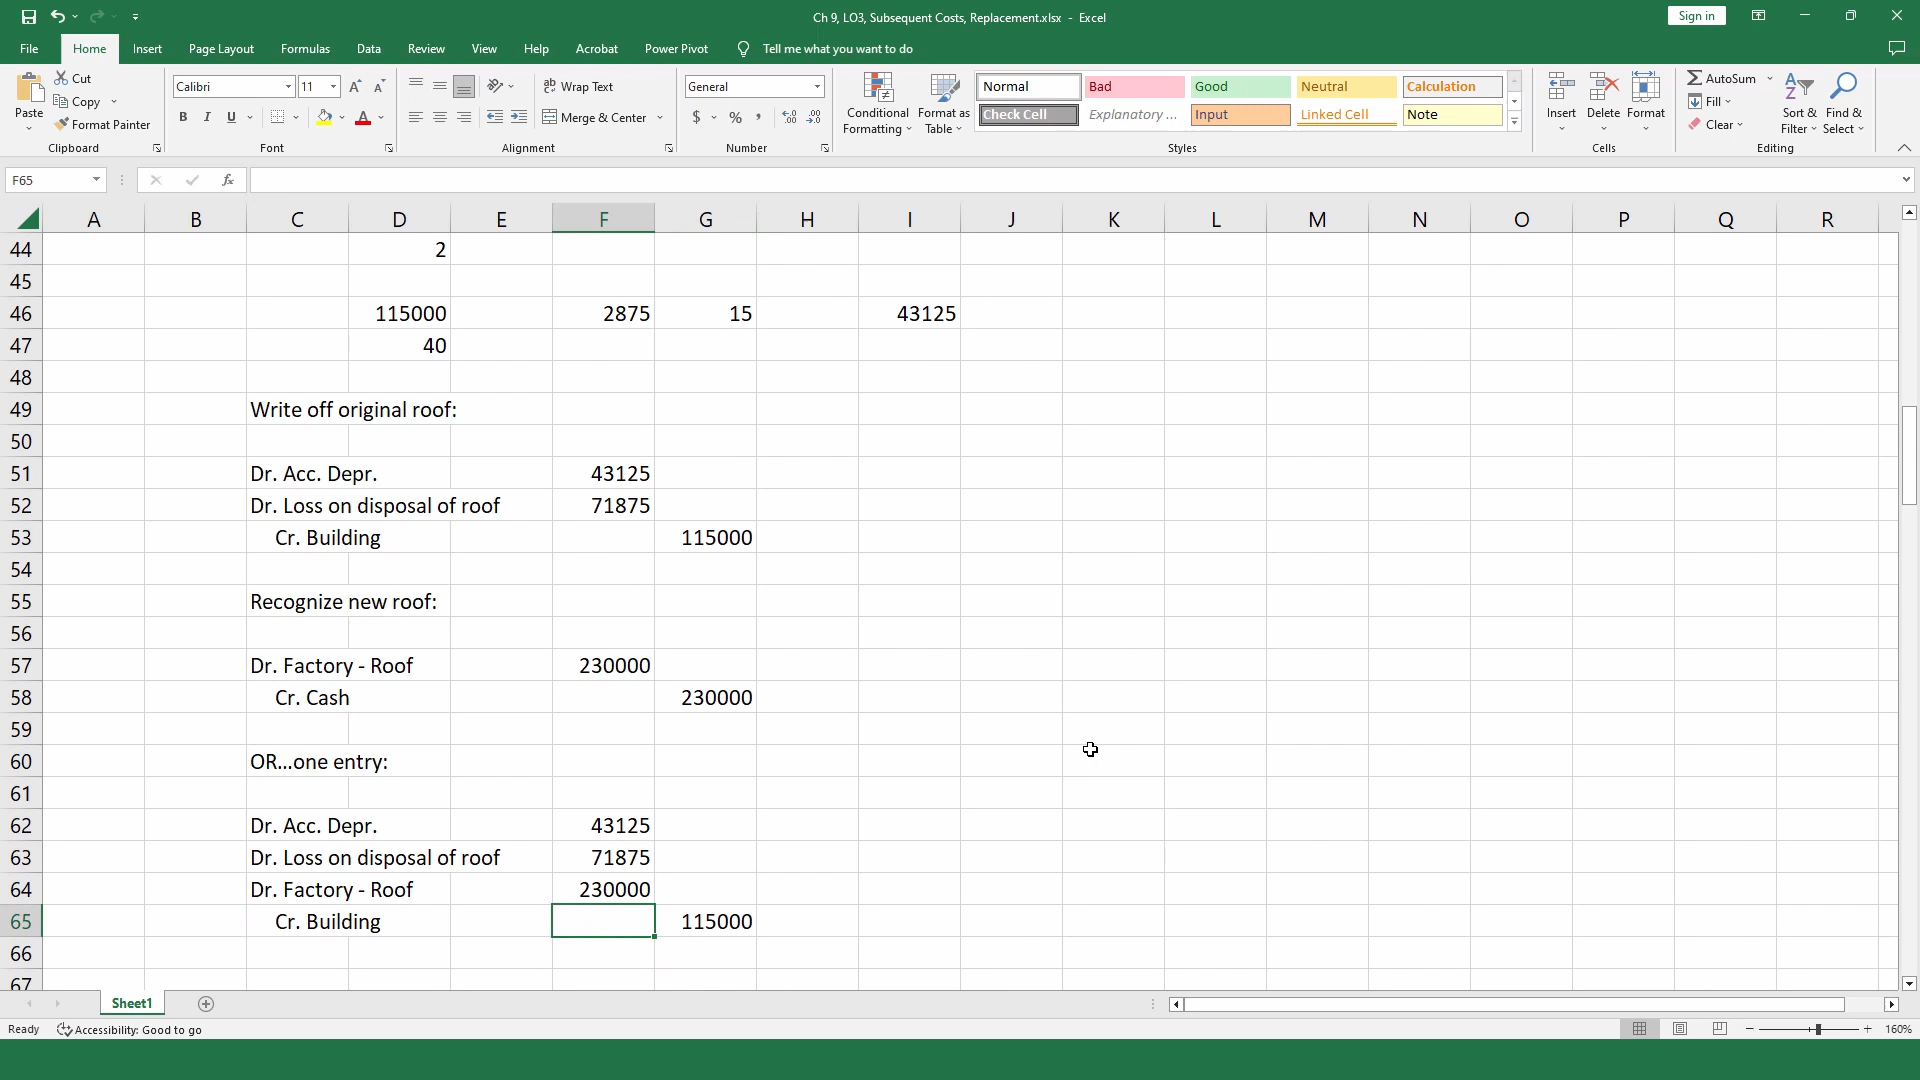 Ch 9, LO3, Subsequent Costs, Replacement.xlsx - Excel
Sign in
File Home Insert Page Layout Formulas Data Review View Help Acrobat Power Pivot Tell me what you want to do
Paste
Cut
Copy
Format Painter
Clipboard
Calibri 11
B I U
A A
Font
Wrap Text
Merge & Center
Alignment
General
$ % ,
Number
Conditional Formatting
Format as Table
Normal Bad Good Neutral Calculation
Check Cell Explanatory ... Input Linked Cell Note
Styles
Insert Delete Format
Cells
AutoSum
Fill
Clear
Sort & Filter
Find & Select
Editing
F65 fx
A B C D E F G H I J K L M N O P Q R
44 2
45
46 115000 2875 15 43125
47 40
48
49 Write off original roof:
50
51 Dr. Acc. Depr. 43125
52 Dr. Loss on disposal of roof 71875
53 Cr. Building 115000
54
55 Recognize new roof:
56
57 Dr. Factory - Roof 230000
58 Cr. Cash 230000
59
60 OR...one entry:
61
62 Dr. Acc. Depr. 43125
63 Dr. Loss on disposal of roof 71875
64 Dr. Factory - Roof 230000
65 Cr. Building 115000
66
67
Sheet1
Ready Accessibility: Good to go 160%